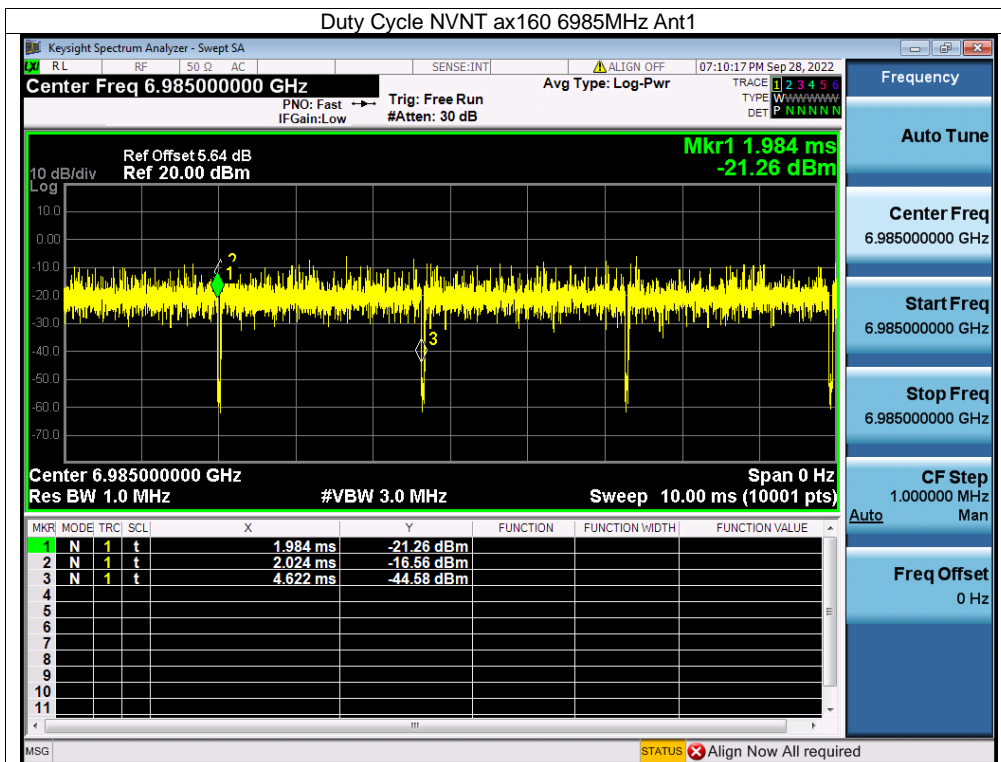 Duty Cycle NVNT ax160 6985MHz Ant1
Keysight Spectrum Analyzer - Swept SA
LXI RL RF 50 Ω AC SENSE:INT ALIGN OFF 07:10:17 PM Sep 28, 2022
Center Freq 6.985000000 GHz
PNO: Fast
IFGain:Low
Trig: Free Run
#Atten: 30 dB
Avg Type: Log-Pwr
TRACE 1 2 3 4 5 6
TYPE WWWWWW
DET P N N N N N
Frequency
Auto Tune
Center Freq
6.985000000 GHz
Start Freq
6.985000000 GHz
Stop Freq
6.985000000 GHz
CF Step
1.000000 MHz
Auto Man
Freq Offset
0 Hz
Mkr1 1.984 ms
-21.26 dBm
Ref Offset 5.64 dB
Ref 20.00 dBm
10 dB/div
Log
10.0
0.00
-10.0
-20.0
-30.0
-40.0
-50.0
-60.0
-70.0
2
1
3
Center 6.985000000 GHz Span 0 Hz
Res BW 1.0 MHz #VBW 3.0 MHz Sweep 10.00 ms (10001 pts)
MKR MODE TRC SCL X Y FUNCTION FUNCTION WIDTH FUNCTION VALUE
1 N 1 t 1.984 ms -21.26 dBm
2 N 1 t 2.024 ms -16.56 dBm
3 N 1 t 4.622 ms -44.58 dBm
4
5
6
7
8
9
10
11
MSG STATUS Align Now All required